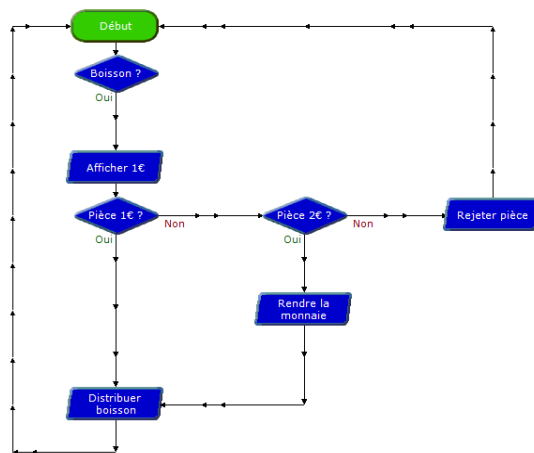 Début
Boisson ?
Oui
Afficher 1€
Pièce 1€ ?
Non
Pièce 2€ ?
Non
Rejeter pièce
Oui
Oui
Rendre la
monnaie
Distribuer
boisson